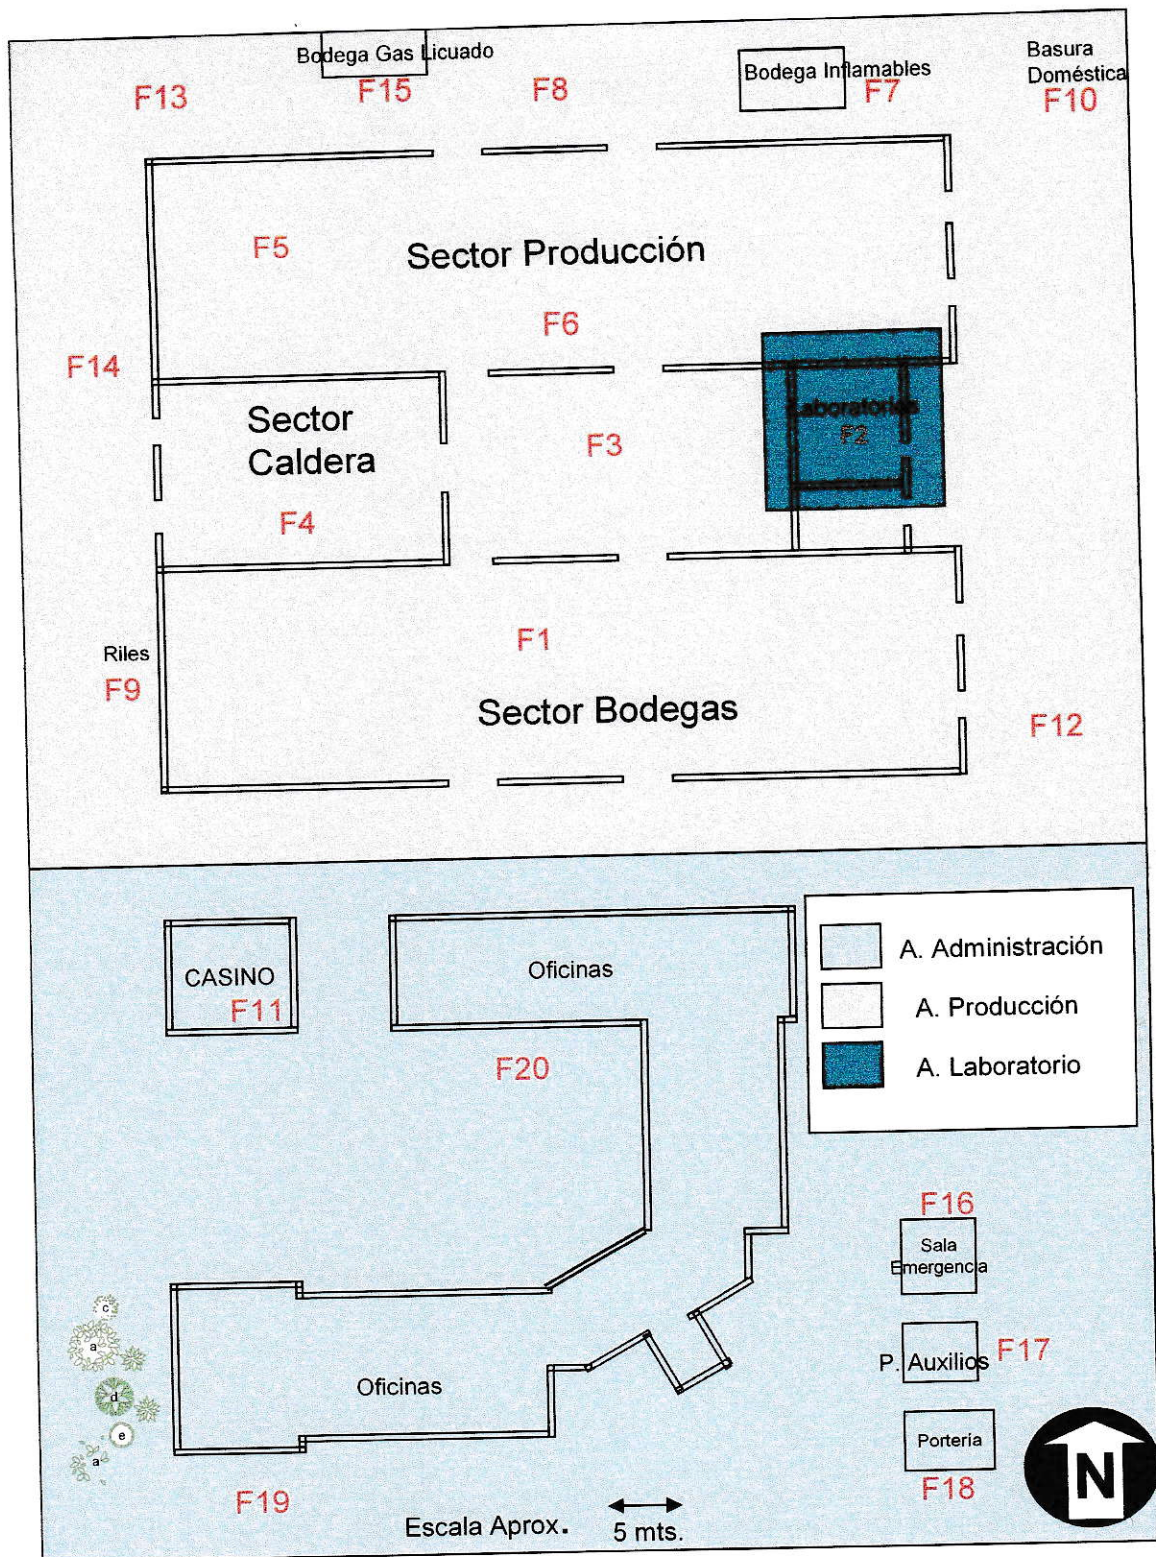 Bodega Gas Licuado
Bodega Inflamables
Basura
Doméstica
F13
F15
F8
F7
F10
F5
Sector Producción
F6
F14
Sector
Caldera
F3
Laboratorios
F2
F4
F1
Riles
F9
Sector Bodegas
F12
CASINO
F11
Oficinas
F20
A. Administración
A. Producción
A. Laboratorio
F16
Sala
Emergencia
P. Auxilios
F17
Porteria
F18
c
a
d
e
a
Oficinas
F19
Escala Aprox.
5 mts.
N